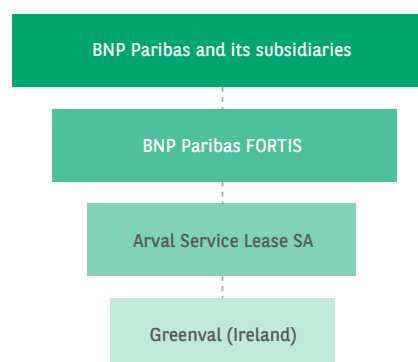 BNP Paribas and its subsidiaries
BNP Paribas FORTIS
Arval Service Lease SA
Greenval (Ireland)